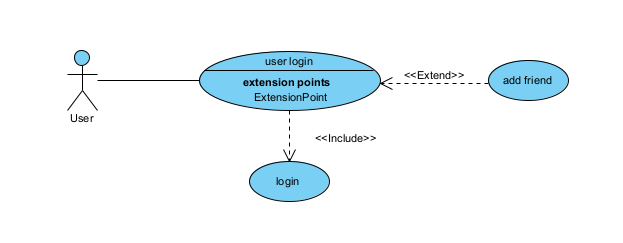 user login
extension points
ExtensionPoint
<<Extend>>
add friend
User
<<Include>>
login